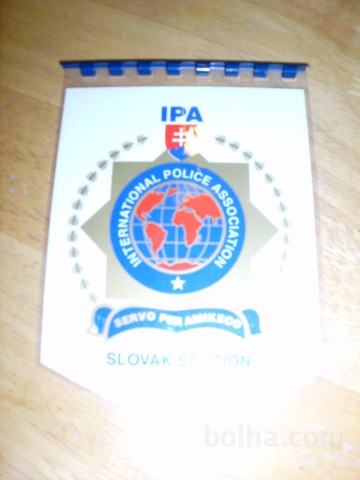 IPA
INTERNATIONAL POLICE ASSOCIATION
SERVO PER AMIKECO
SLOVAK SECTION
bolha.com